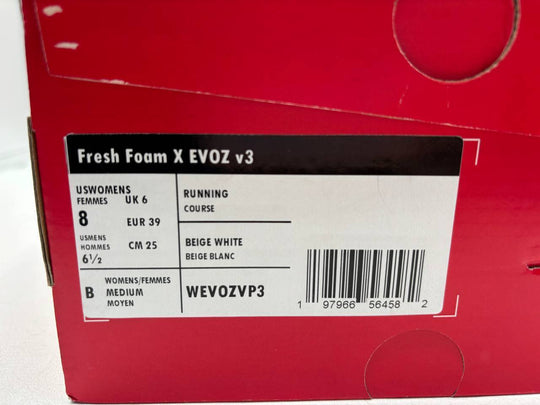 Fresh Foam X EVOZ v3
USWOMENS
FEMMES
8
UK 6
EUR 39
USMENS
HOMMES
6½
CM 25
B
WOMENS/FEMMES
MEDIUM
MOYEN
RUNNING
COURSE
BEIGE WHITE
BEIGE BLANC
WEVOZVP3
1 97966 56458 2